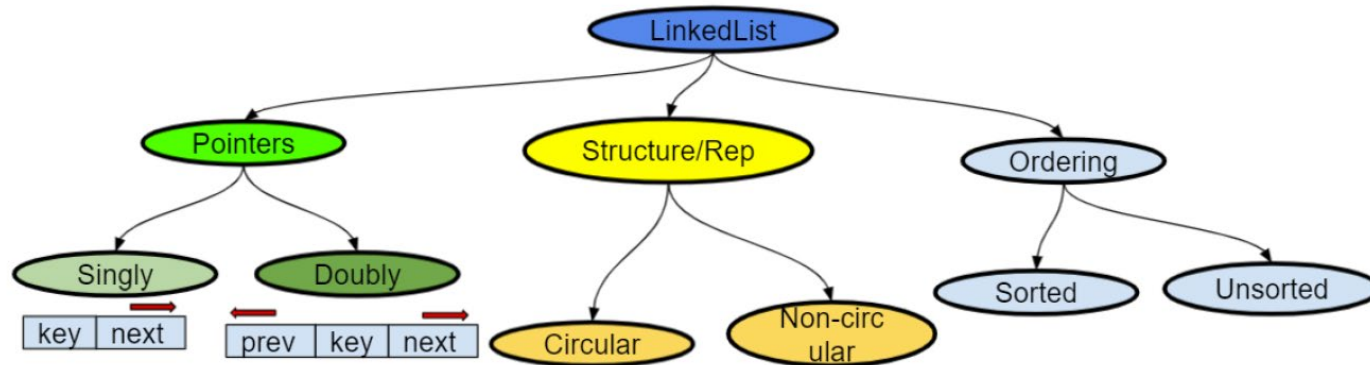 LinkedList
Pointers
Structure/Rep
Ordering
Singly
Doubly
key next
prev key next
Circular
Non-circ
ular
Sorted
Unsorted